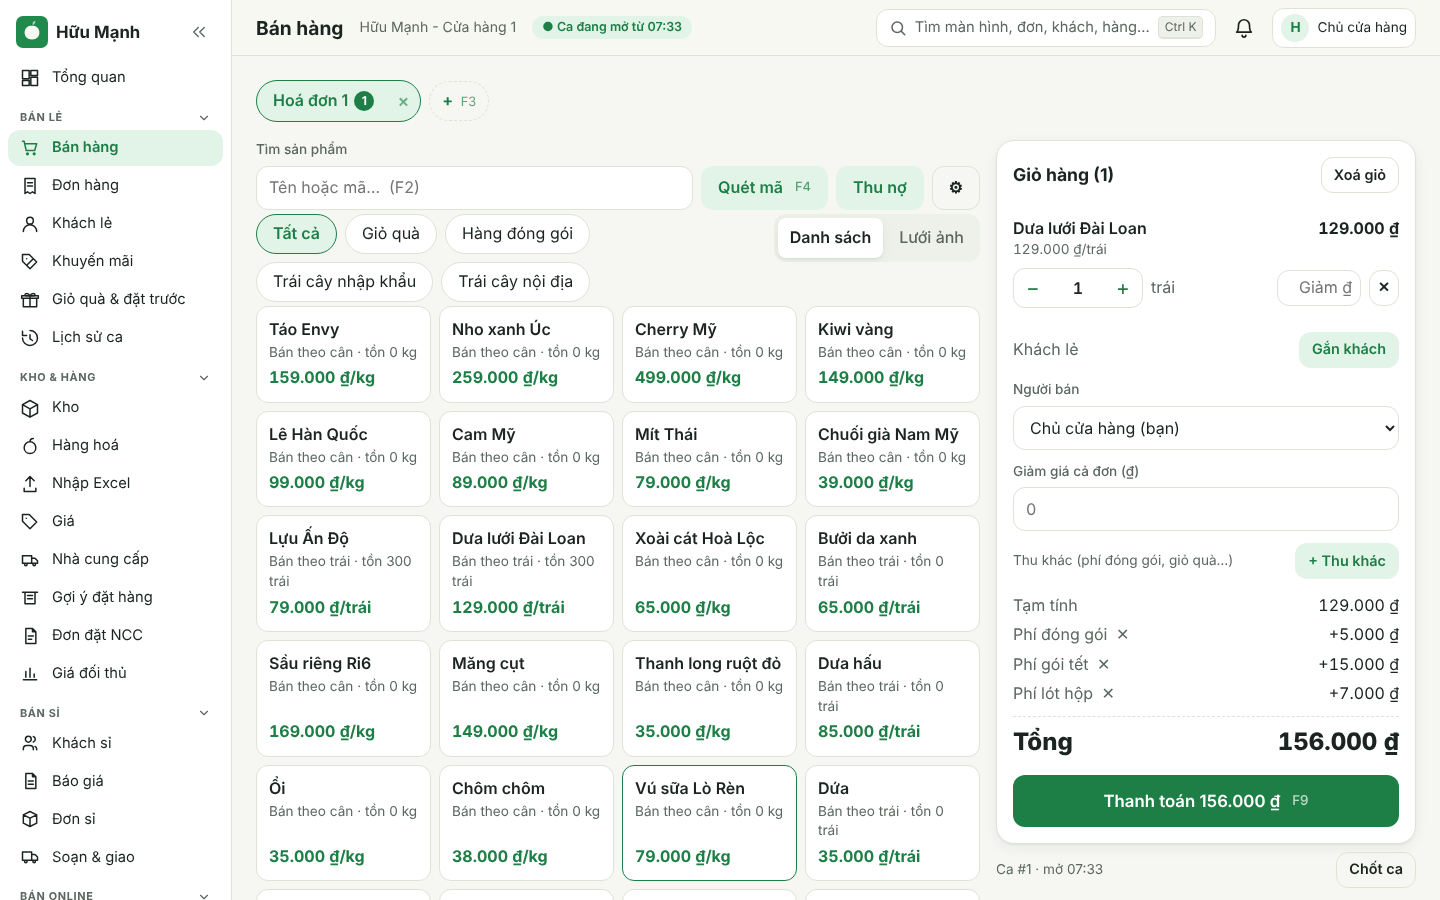 Hữu Mạnh
Tổng quan
BÁN LẺ
Bán hàng
Đơn hàng
Khách lẻ
Khuyến mãi
Giỏ quà & đặt trước
Lịch sử ca
KHO & HÀNG
Kho
Hàng hoá
Nhập Excel
Giá
Nhà cung cấp
Gợi ý đặt hàng
Đơn đặt NCC
Giá đối thủ
BÁN SỈ
Khách sỉ
Báo giá
Đơn sỉ
Soạn & giao
BÁN ONLINE
Bán hàng
Hữu Mạnh - Cửa hàng 1
Ca đang mở từ 07:33
Tìm màn hình, đơn, khách, hàng... Ctrl K
H Chủ cửa hàng
Hoá đơn 1 1 ×
+ F3
Tìm sản phẩm
Tên hoặc mã... (F2)
Quét mã F4
Thu nợ
Tất cả Giỏ quà Hàng đóng gói
Trái cây nhập khẩu Trái cây nội địa
Danh sách Lưới ảnh
Táo Envy
Bán theo cân · tồn 0 kg
159.000 ₫/kg
Nho xanh Úc
Bán theo cân · tồn 0 kg
259.000 ₫/kg
Cherry Mỹ
Bán theo cân · tồn 0 kg
499.000 ₫/kg
Kiwi vàng
Bán theo cân · tồn 0 kg
149.000 ₫/kg
Lê Hàn Quốc
Bán theo cân · tồn 0 kg
99.000 ₫/kg
Cam Mỹ
Bán theo cân · tồn 0 kg
89.000 ₫/kg
Mít Thái
Bán theo cân · tồn 0 kg
79.000 ₫/kg
Chuối già Nam Mỹ
Bán theo cân · tồn 0 kg
39.000 ₫/kg
Lựu Ấn Độ
Bán theo trái · tồn 300
trái
79.000 ₫/trái
Dưa lưới Đài Loan
Bán theo trái · tồn 300
trái
129.000 ₫/trái
Xoài cát Hoà Lộc
Bán theo cân · tồn 0 kg
65.000 ₫/kg
Bưởi da xanh
Bán theo trái · tồn 0
trái
65.000 ₫/trái
Sầu riêng Ri6
Bán theo cân · tồn 0 kg
169.000 ₫/kg
Măng cụt
Bán theo cân · tồn 0 kg
149.000 ₫/kg
Thanh long ruột đỏ
Bán theo cân · tồn 0 kg
35.000 ₫/kg
Dưa hấu
Bán theo trái · tồn 0
trái
85.000 ₫/trái
Ổi
Bán theo cân · tồn 0 kg
35.000 ₫/kg
Chôm chôm
Bán theo cân · tồn 0 kg
38.000 ₫/kg
Vú sữa Lò Rèn
Bán theo cân · tồn 0 kg
79.000 ₫/kg
Dứa
Bán theo trái · tồn 0
trái
35.000 ₫/trái
Giỏ hàng (1)
Xoá giỏ
Dưa lưới Đài Loan 129.000 ₫
129.000 ₫/trái
− 1 + trái Giảm ₫ ×
Khách lẻ Gắn khách
Người bán
Chủ cửa hàng (bạn)
Giảm giá cả đơn (₫)
0
Thu khác (phí đóng gói, giỏ quà...) + Thu khác
Tạm tính 129.000 ₫
Phí đóng gói × +5.000 ₫
Phí gói tết × +15.000 ₫
Phí lót hộp × +7.000 ₫
Tổng 156.000 ₫
Thanh toán 156.000 ₫ F9
Ca #1 · mở 07:33 Chốt ca